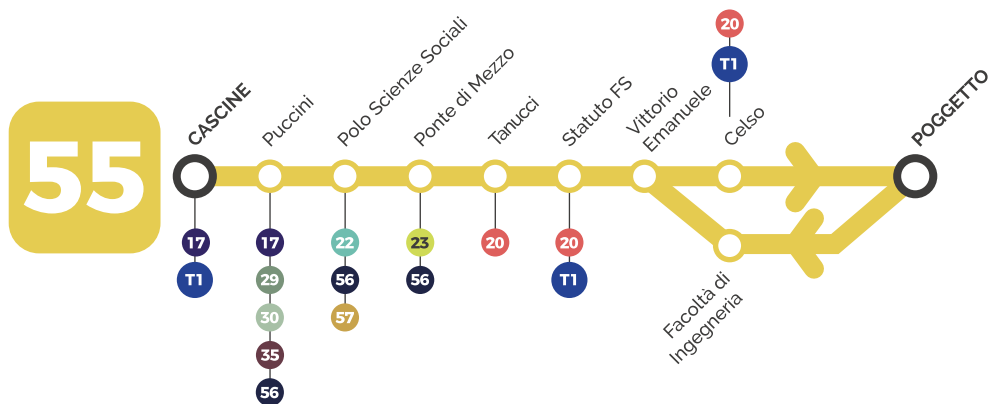 55
CASCINE
Puccini
Polo Scienze Sociali
Ponte di Mezzo
Tanucci
Statuto FS
Vittorio
Emanuele
20
T1
Celso
POGGETTO
17
T1
17
29
30
35
56
22
56
57
23
56
20
20
T1
Facoltà di
Ingegneria